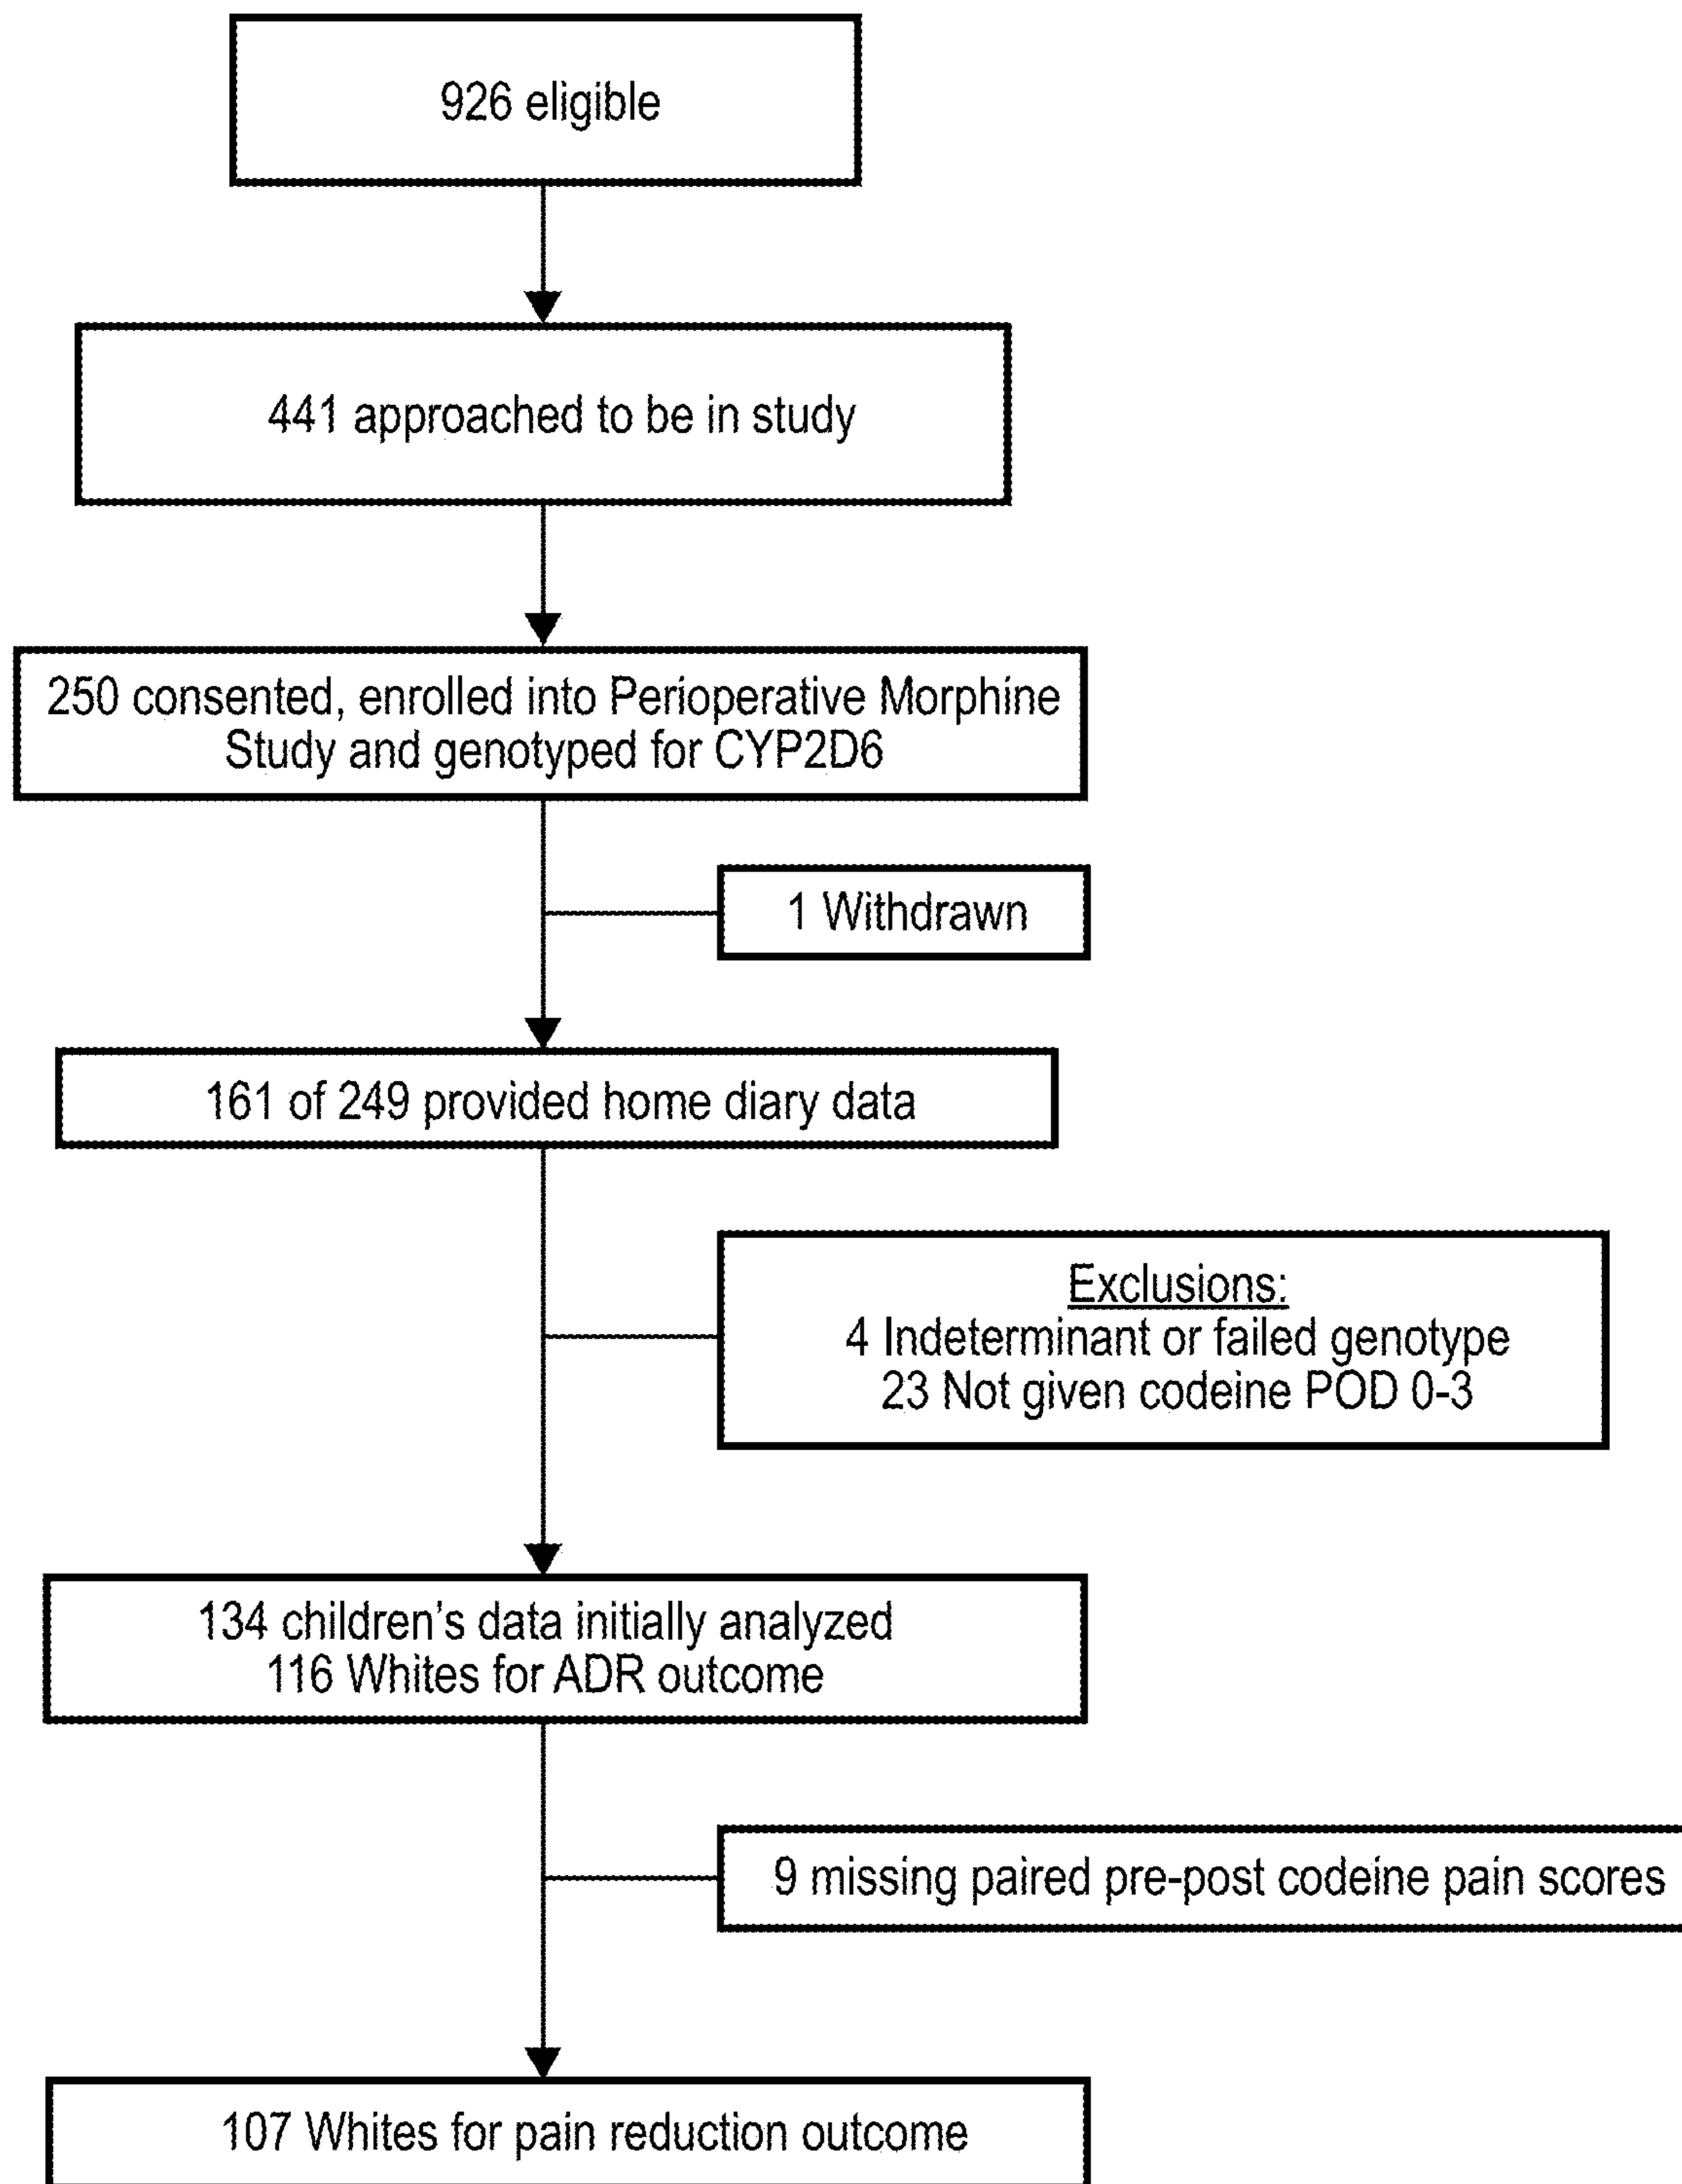 926 eligible
441 approached to be in study
250 consented, enrolled into Perioperative Morphine
Study and genotyped for CYP2D6
1 Withdrawn
161 of 249 provided home diary data
Exclusions:
4 Indeterminant or failed genotype
23 Not given codeine POD 0-3
134 children's data initially analyzed
116 Whites for ADR outcome
9 missing paired pre-post codeine pain scores
107 Whites for pain reduction outcome